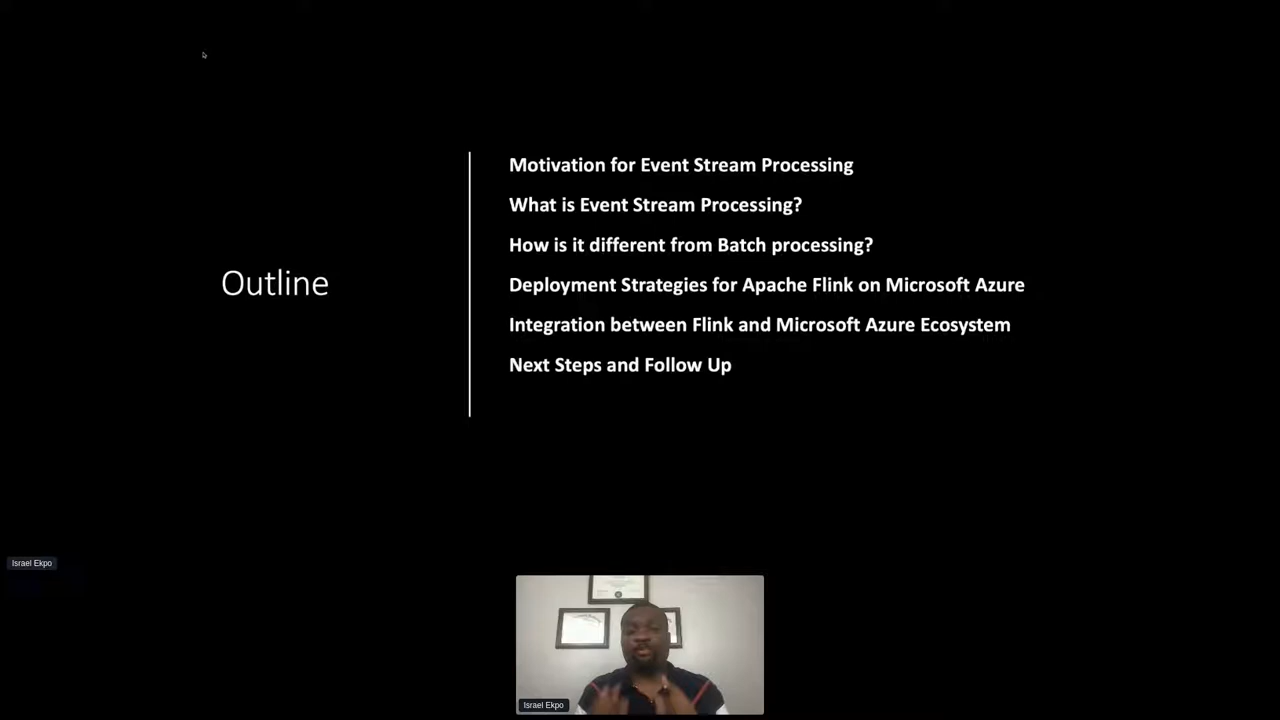 Motivation for Event Stream Processing
What is Event Stream Processing?
How is it different from Batch processing?
Outline
Deployment Strategies for Apache Flink on Microsoft Azure
Integration between Flink and Microsoft Azure Ecosystem
Next Steps and Follow Up
Israel Ekpo
Israel Ekpo